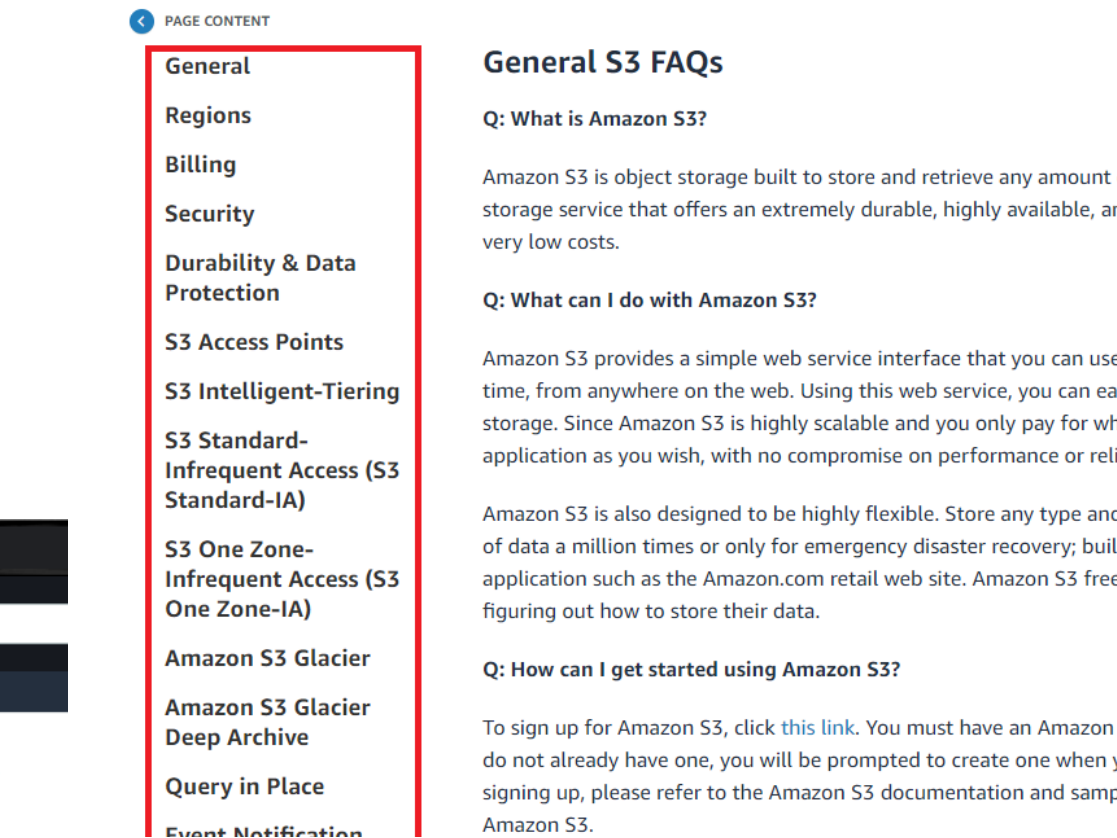 PAGE CONTENT
General
Regions
Billing
Security
Durability & Data
Protection
S3 Access Points
S3 Intelligent-Tiering
S3 Standard-
Infrequent Access (S3
Standard-IA)
S3 One Zone-
Infrequent Access (S3
One Zone-IA)
Amazon S3 Glacier
Amazon S3 Glacier
Deep Archive
Query in Place
Event Notification
General S3 FAQs
Q: What is Amazon S3?
Amazon S3 is object storage built to store and retrieve any amount
storage service that offers an extremely durable, highly available,
very low costs.
Q: What can I do with Amazon S3?
Amazon S3 provides a simple web service interface that you can use
time, from anywhere on the web. Using this web service, you can
storage. Since Amazon S3 is highly scalable and you only pay for
application as you wish, with no compromise on performance or
Amazon S3 is also designed to be highly flexible. Store any type
of data a million times or only for emergency disaster recovery;
application such as the Amazon.com retail web site. Amazon S3
figuring out how to store their data.
Q: How can I get started using Amazon S3?
To sign up for Amazon S3, click this link. You must have an Amazon
do not already have one, you will be prompted to create one when
signing up, please refer to the Amazon S3 documentation and
Amazon S3.